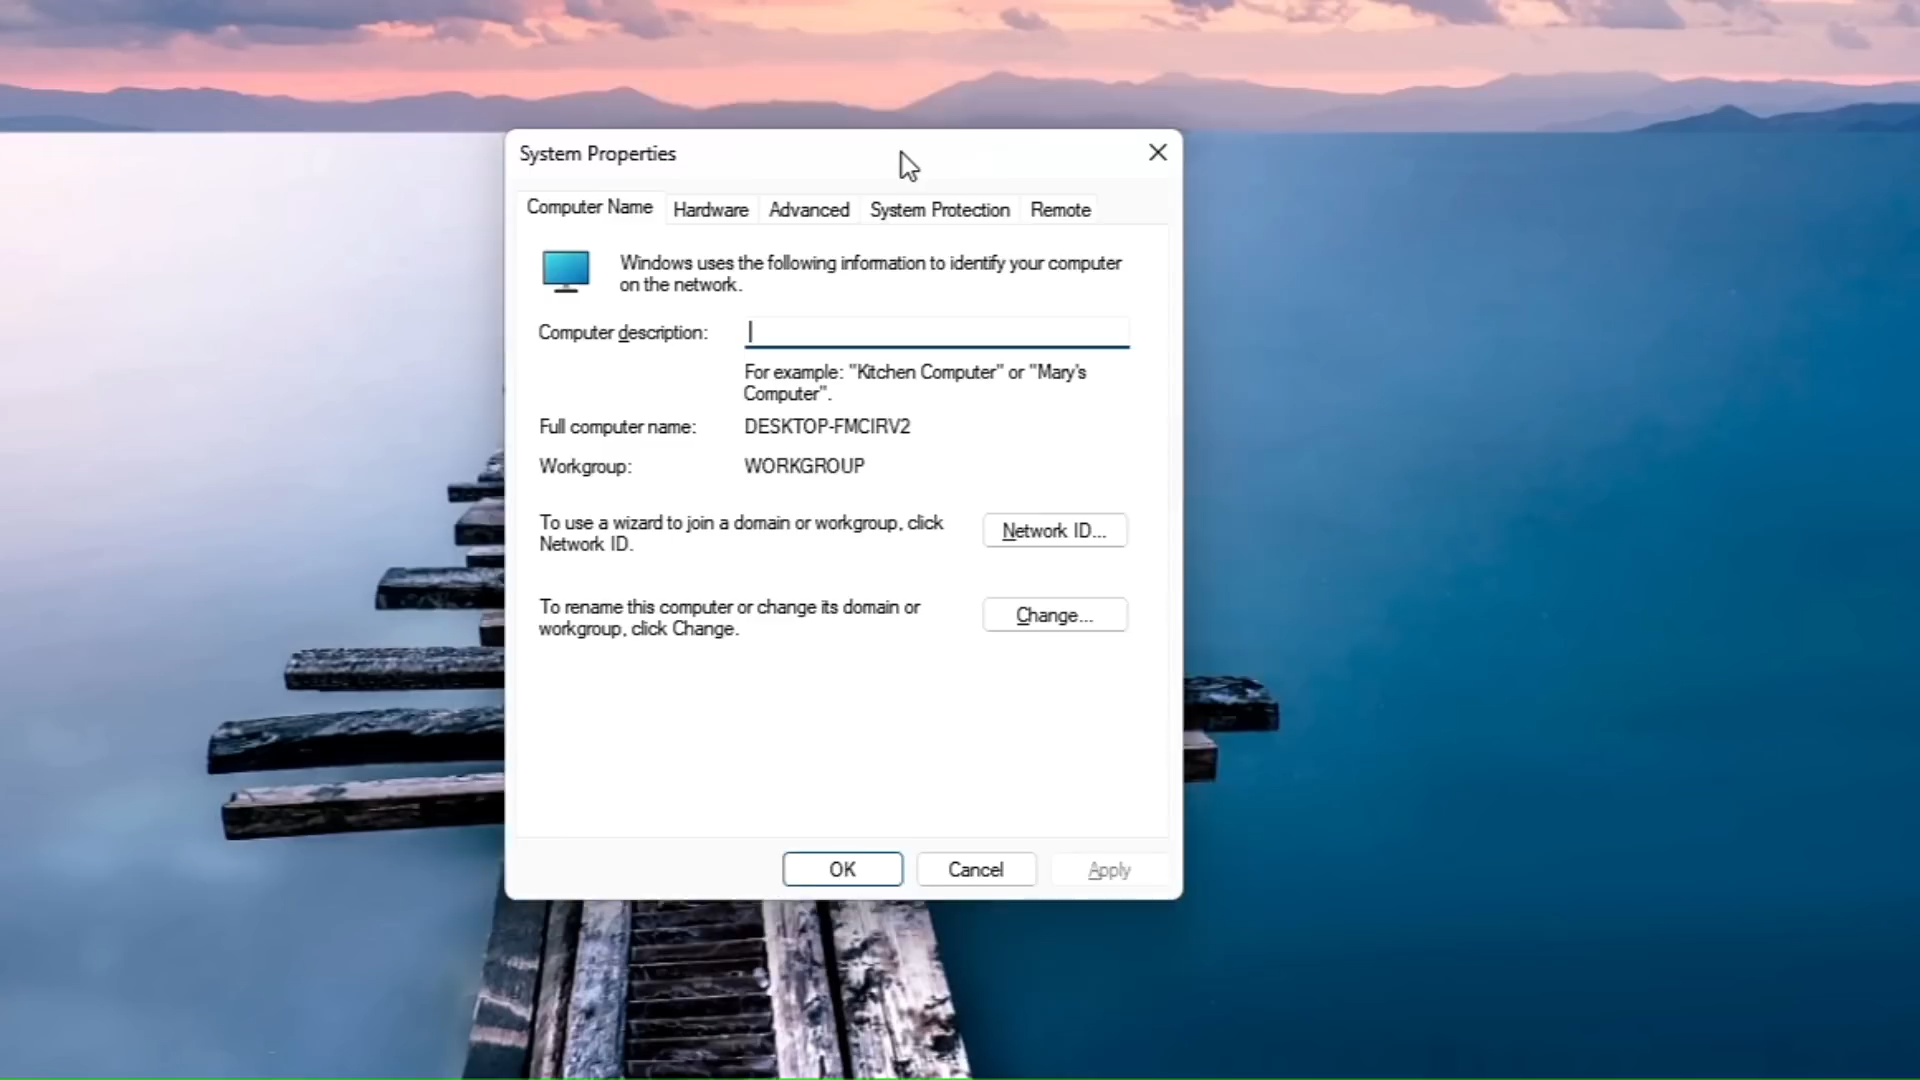 System Properties
Computer Name Hardware Advanced System Protection Remote
Windows uses the following information to identify your computer
on the network.
Computer description:
For example: "Kitchen Computer" or "Mary's
Computer".
Full computer name: DESKTOP-FMCIRV2
Workgroup: WORKGROUP
To use a wizard to join a domain or workgroup, click
Network ID.
Network ID...
To rename this computer or change its domain or
workgroup, click Change.
Change...
OK Cancel Apply